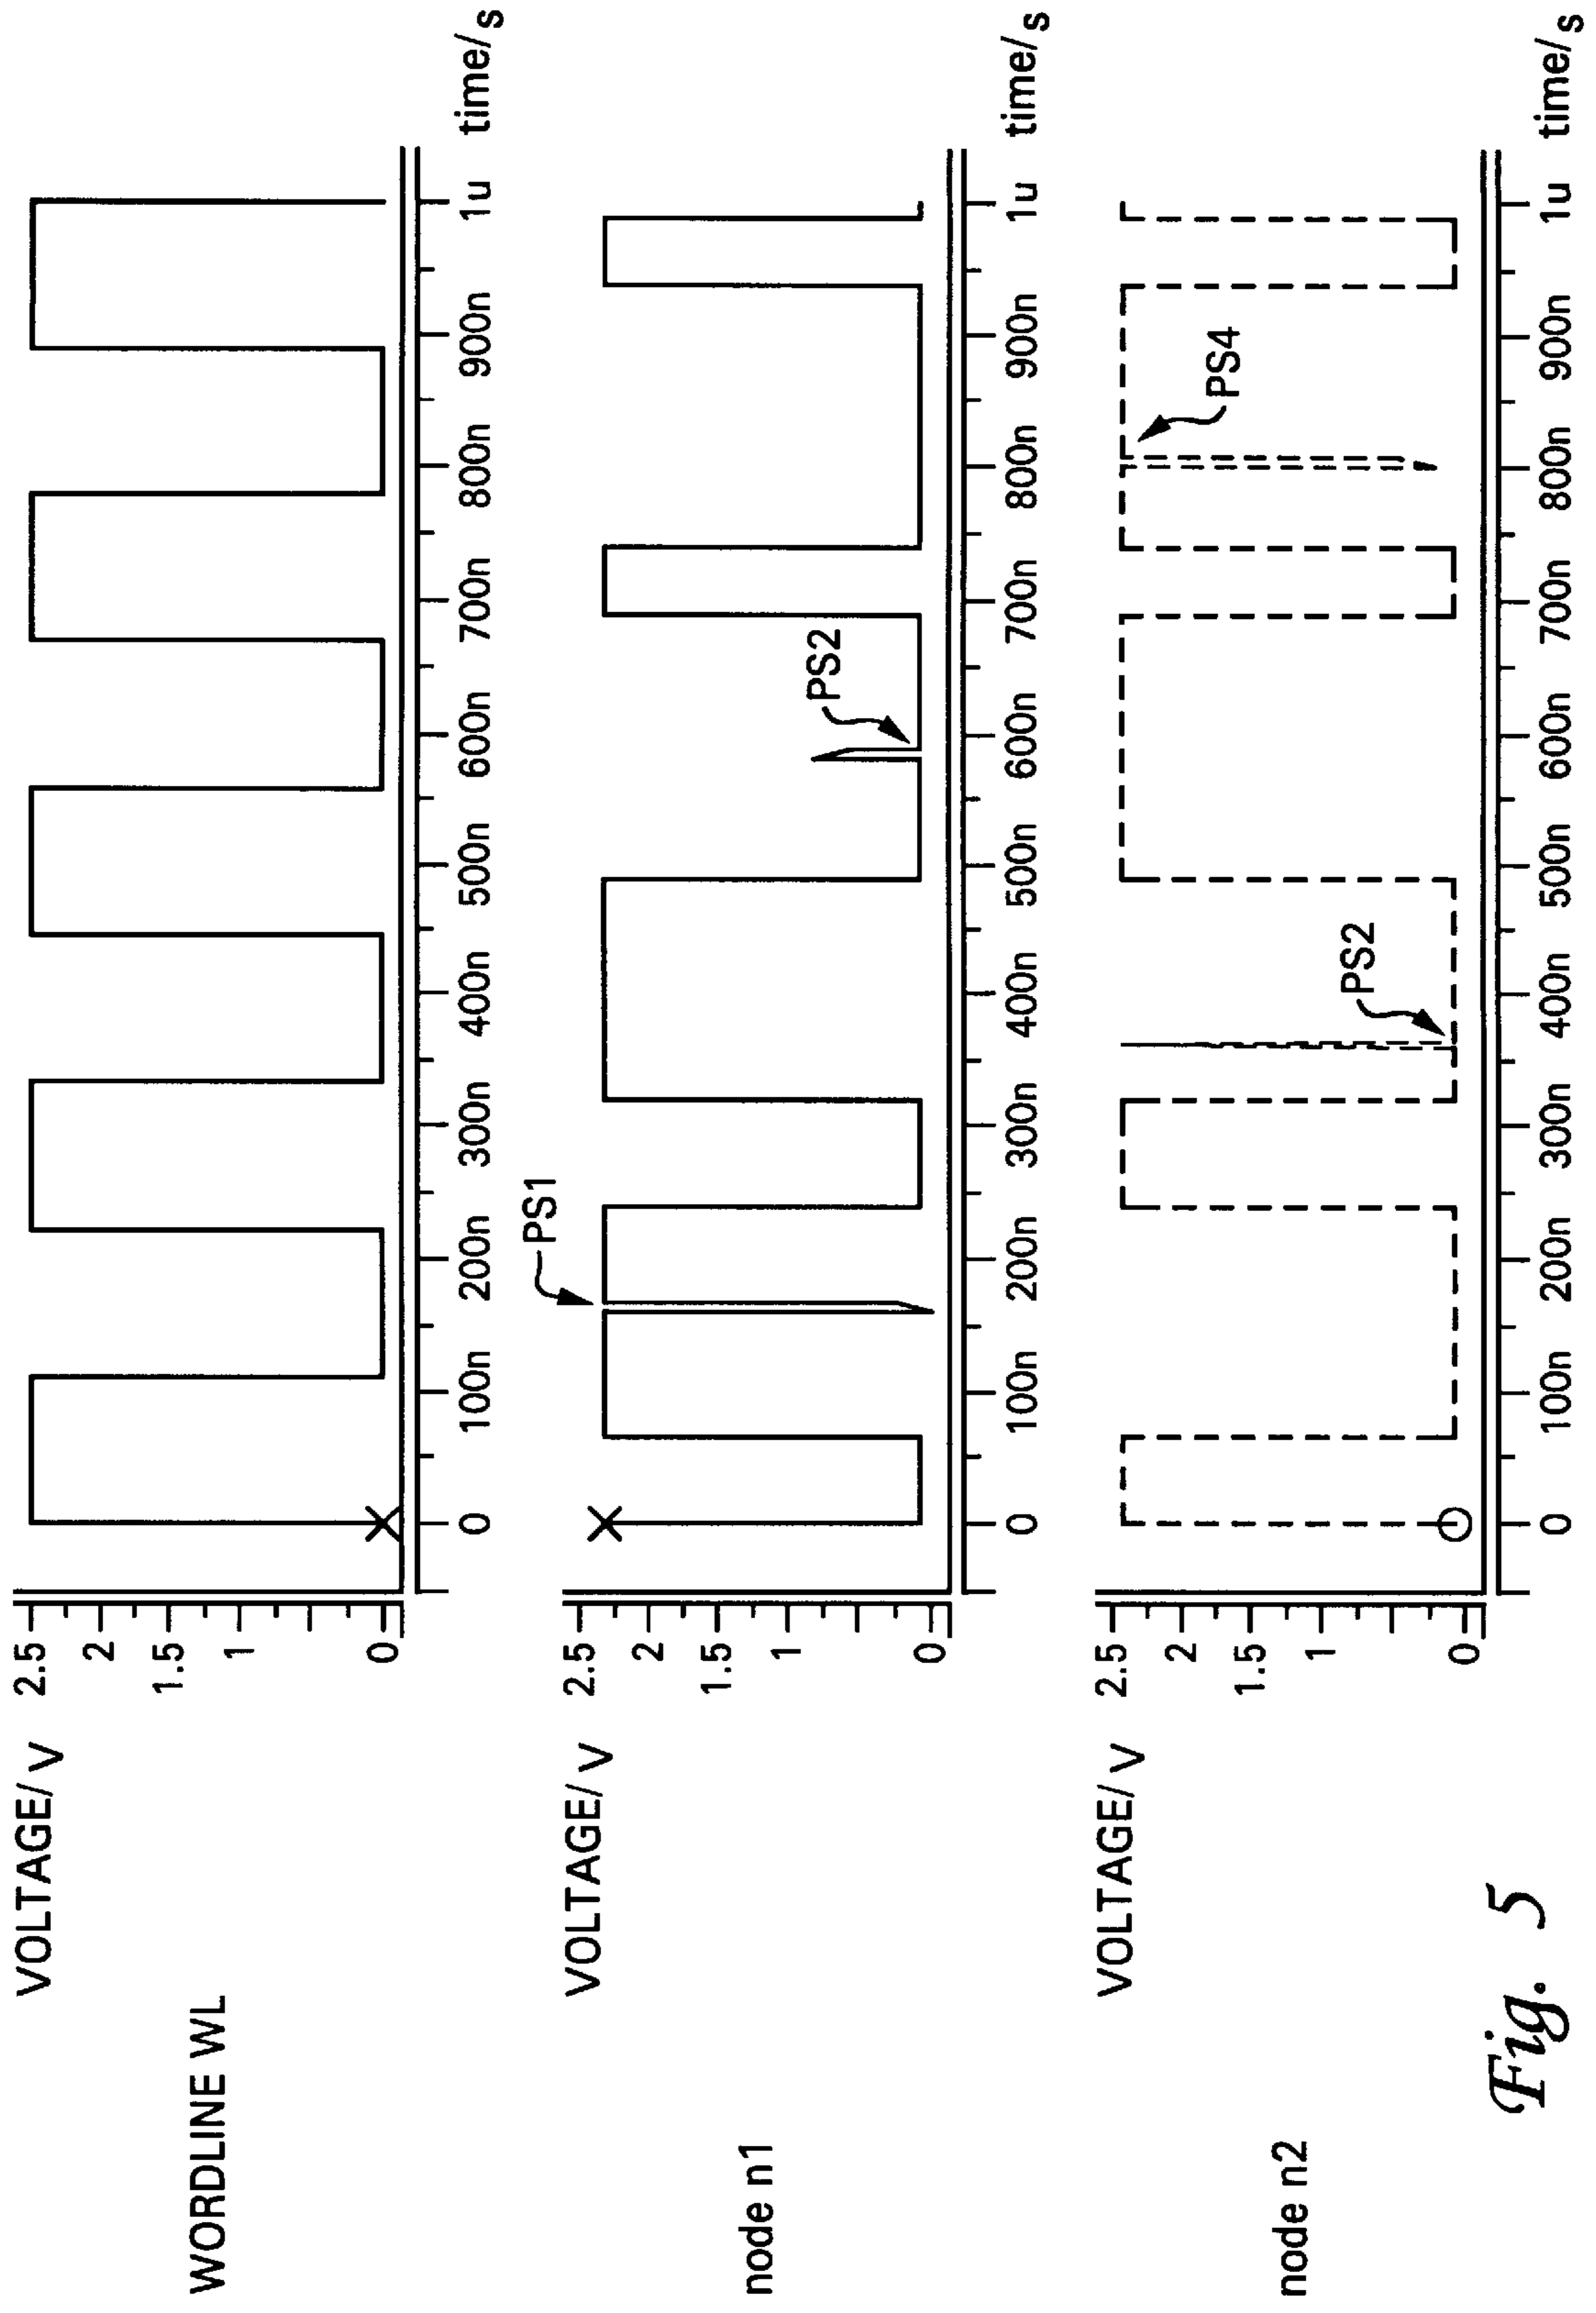 WORDLINE WL
VOLTAGE/V
2.5
2
1.5
1
0
0 100n 200n 300n 400n 500n 600n 700n 800n 900n 1u time/s
node n1
VOLTAGE/V
PS1
PS2
2.5
2
1.5
1
0
0 100n 200n 300n 400n 500n 600n 700n 800n 900n 1u time/s
node n2
VOLTAGE/V
PS2
PS4
2.5
2
1.5
1
0
0 100n 200n 300n 400n 500n 600n 700n 800n 900n 1u time/s
Fig. 5